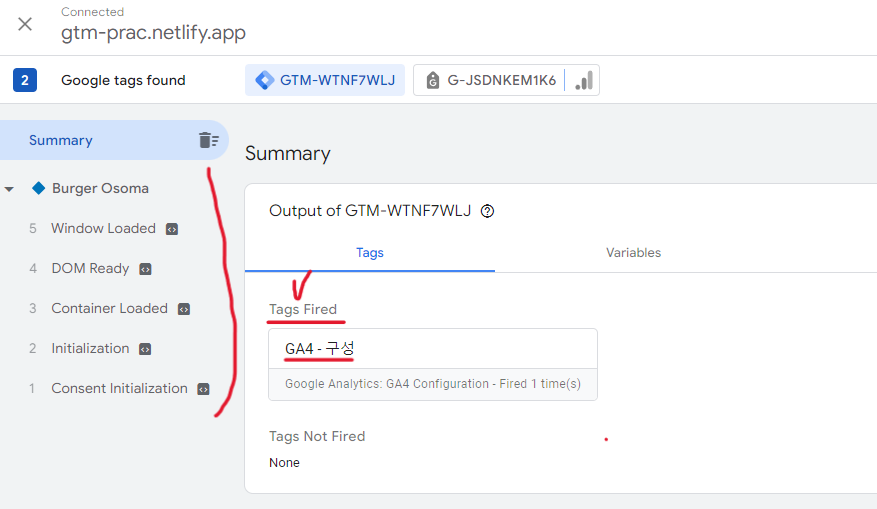 Connected
gtm-prac.netlify.app
2 Google tags found GTM-WTNF7WLJ G-JSDNKEM1K6
Summary
Burger Osoma
5 Window Loaded
4 DOM Ready
3 Container Loaded
2 Initialization
1 Consent Initialization
Summary
Output of GTM-WTNF7WLJ
Tags Variables
Tags Fired
GA4 - 구성
Google Analytics: GA4 Configuration - Fired 1 time(s)
Tags Not Fired
None